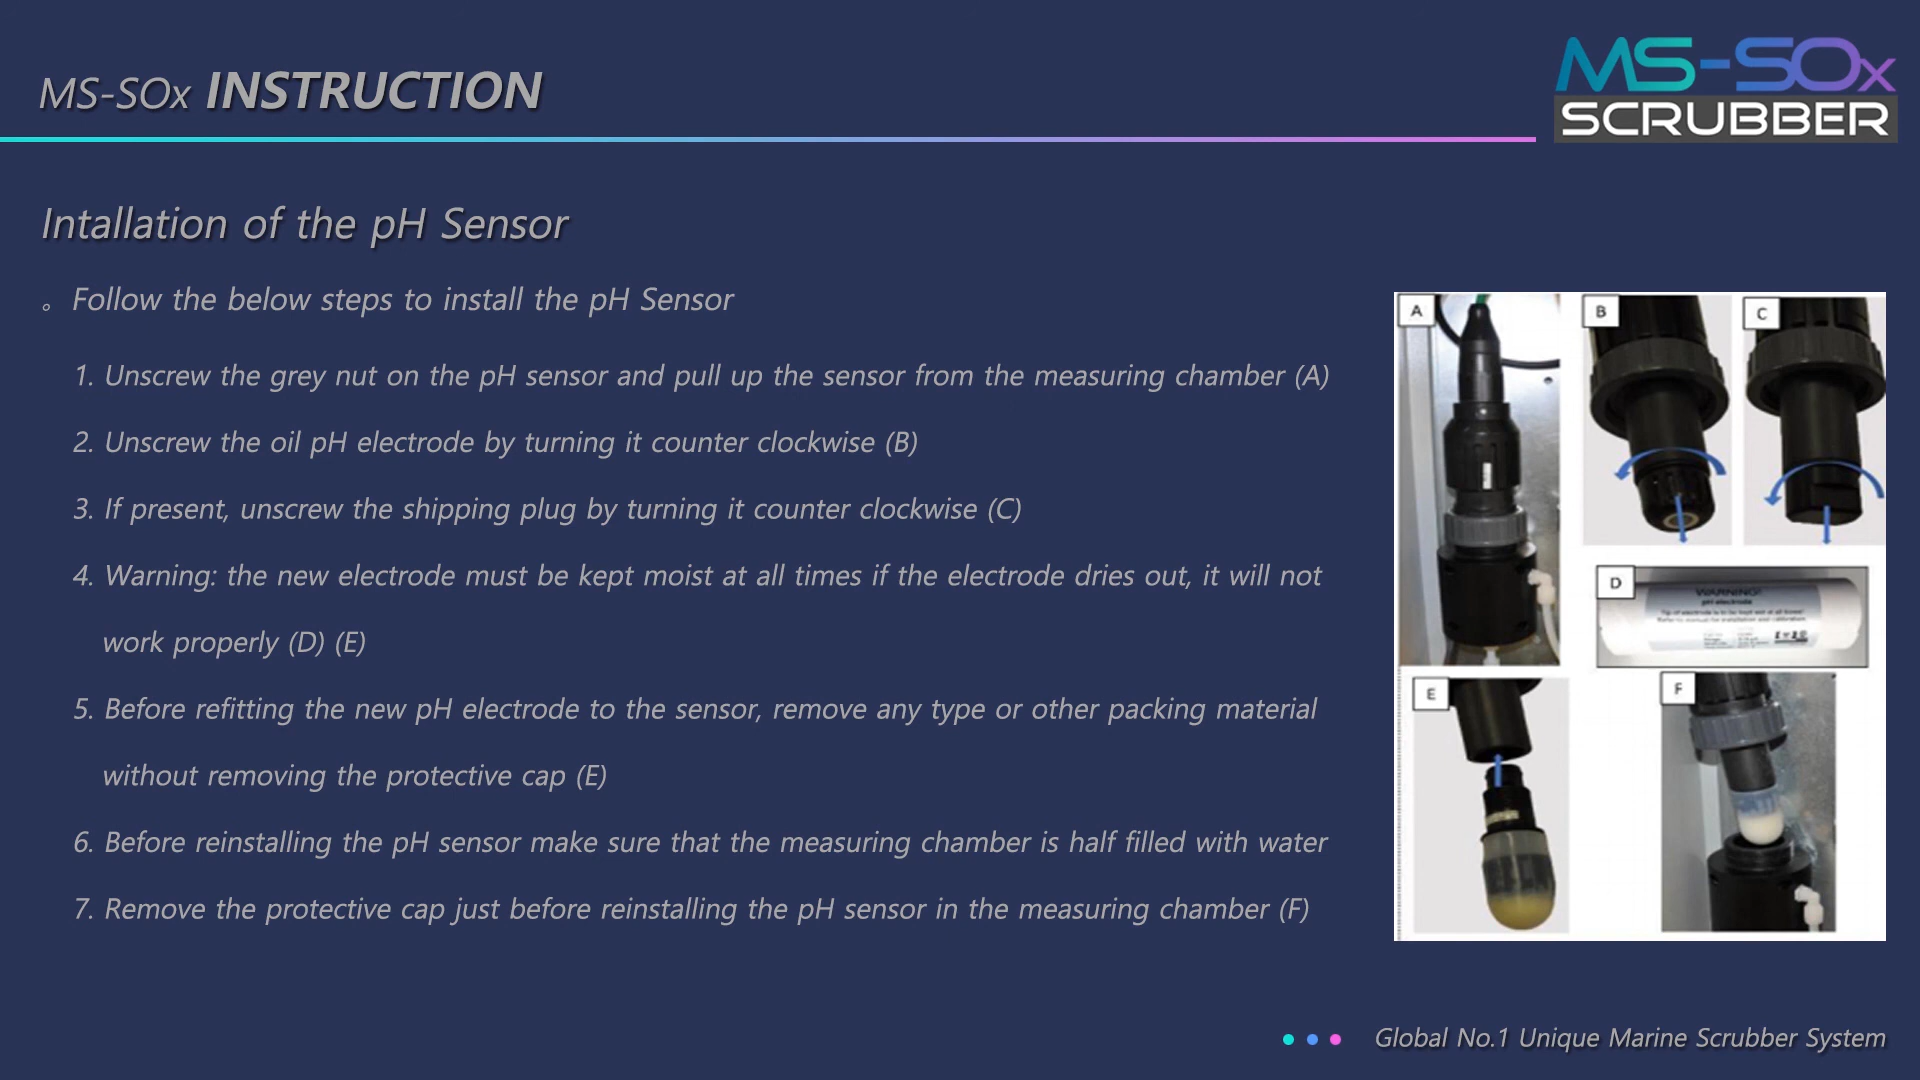 MS-SOx INSTRUCTION
MS-SOx
SCRUBBER
Intallation of the pH Sensor
。Follow the below steps to install the pH Sensor
1. Unscrew the grey nut on the pH sensor and pull up the sensor from the measuring chamber (A)
2. Unscrew the oil pH electrode by turning it counter clockwise (B)
3. If present, unscrew the shipping plug by turning it counter clockwise (C)
4. Warning: the new electrode must be kept moist at all times if the electrode dries out, it will not
work properly (D) (E)
5. Before refitting the new pH electrode to the sensor, remove any type or other packing material
without removing the protective cap (E)
6. Before reinstalling the pH sensor make sure that the measuring chamber is half filled with water
7. Remove the protective cap just before reinstalling the pH sensor in the measuring chamber (F)
A
B
C
D
WARNING!
pH electrode
E
F
Global No.1 Unique Marine Scrubber System